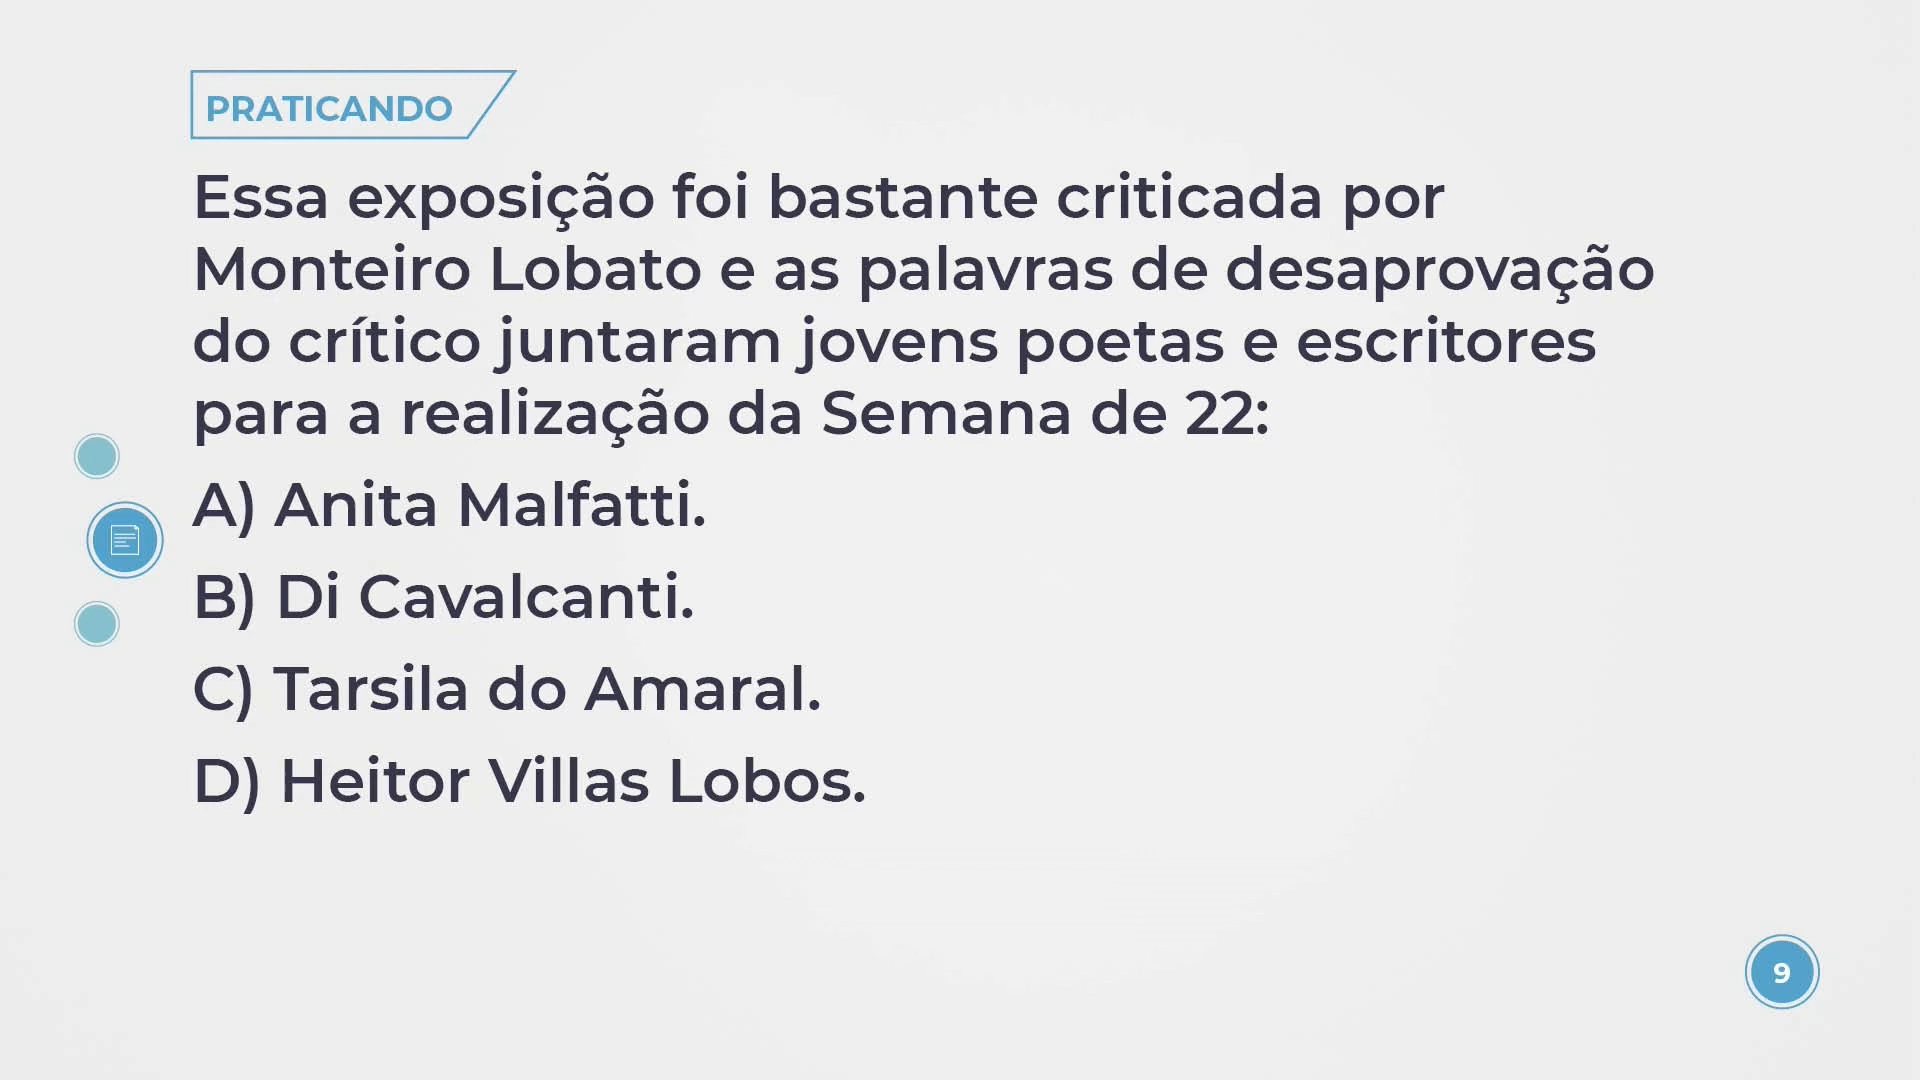 PRATICANDO
Essa exposição foi bastante criticada por
Monteiro Lobato e as palavras de desaprovação
do crítico juntaram jovens poetas e escritores
para a realização da Semana de 22:
A) Anita Malfatti.
B) Di Cavalcanti.
C) Tarsila do Amaral.
D) Heitor Villas Lobos.
9